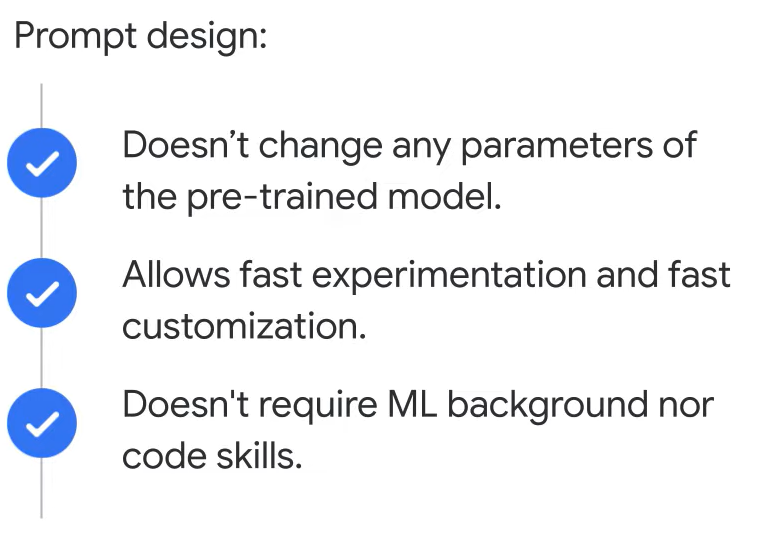 Prompt design:
Doesn’t change any parameters of
the pre-trained model.
Allows fast experimentation and fast
customization.
Doesn't require ML background nor
code skills.